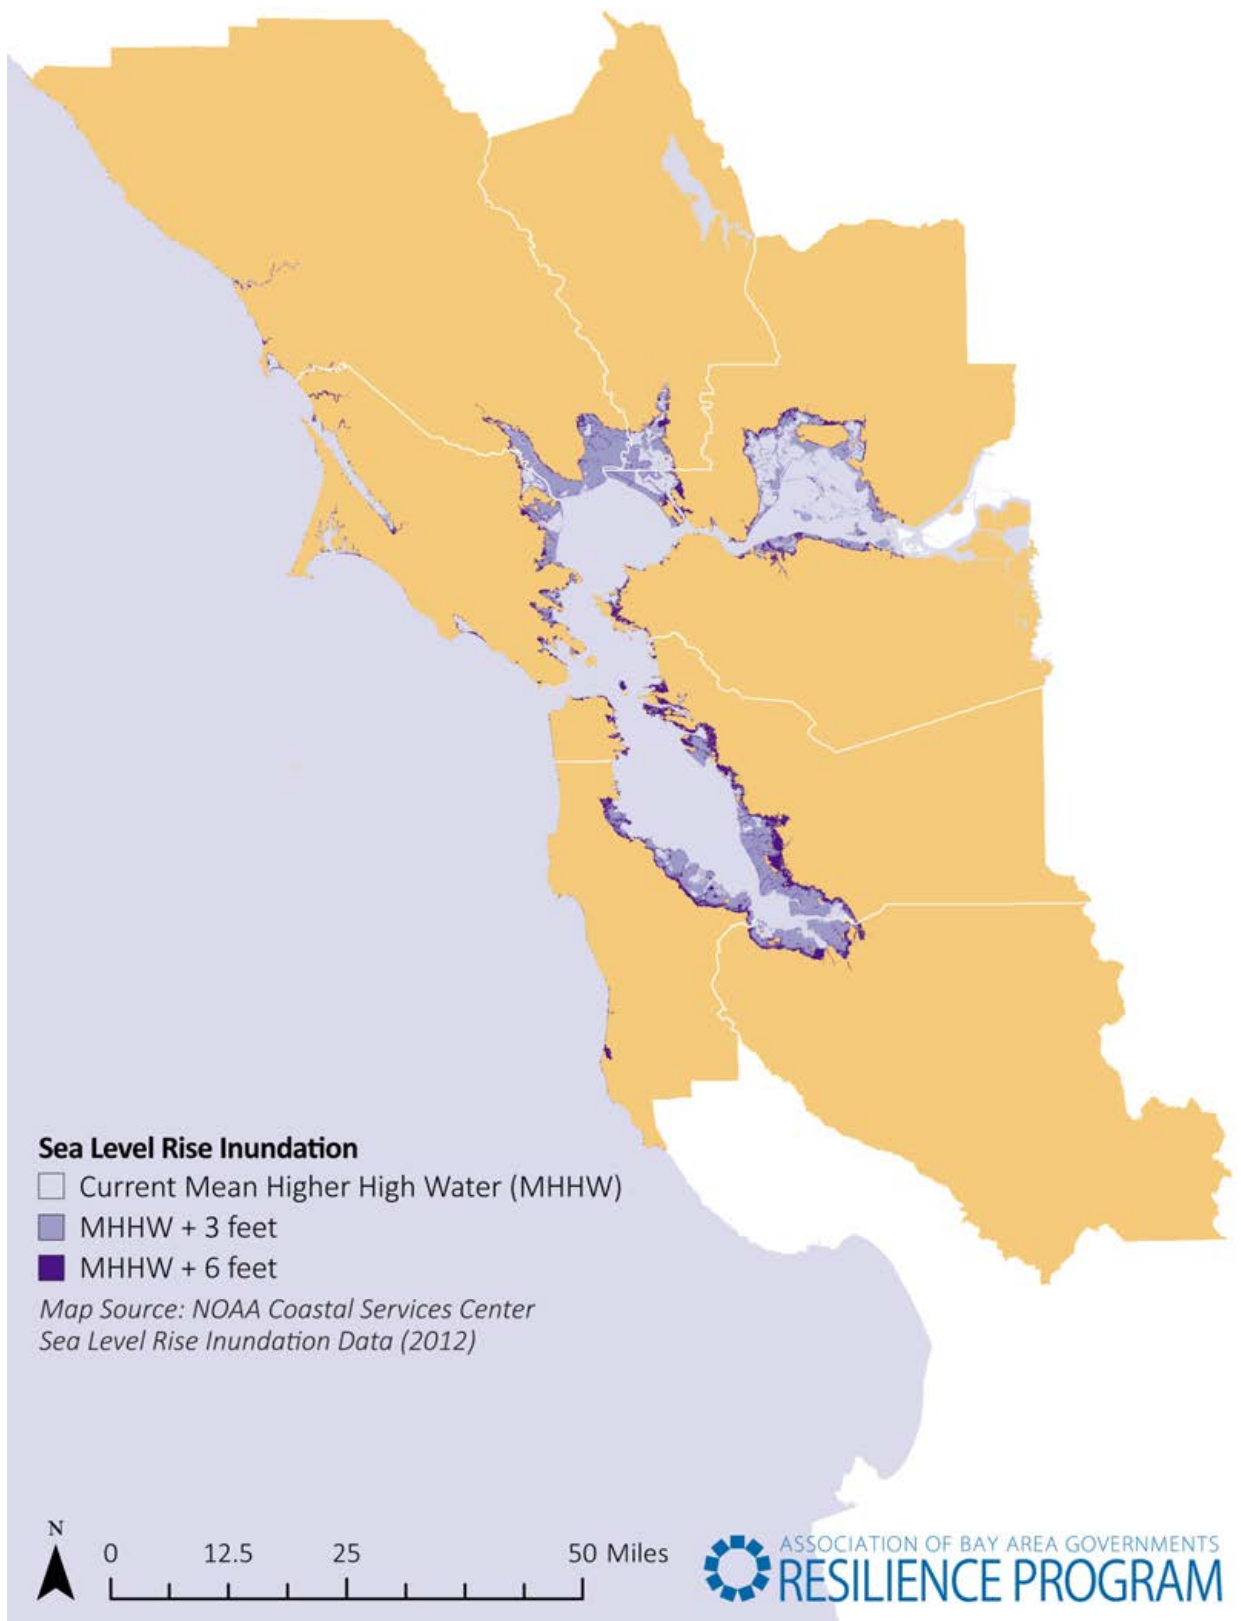 Sea Level Rise Inundation
Current Mean Higher High Water (MHHW)
MHHW + 3 feet
MHHW + 6 feet
Map Source: NOAA Coastal Services Center
Sea Level Rise Inundation Data (2012)
N
0 12.5 25 50 Miles
ASSOCIATION OF BAY AREA GOVERNMENTS
RESILIENCE PROGRAM